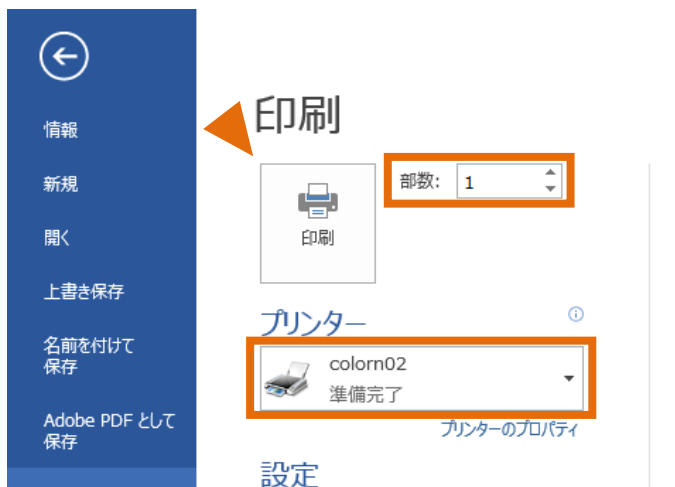 情報
新規
開く
上書き保存
名前を付けて
保存
Adobe PDF として
保存
印刷
印刷
部数: 1
プリンター
colorn02
準備完了
プリンターのプロパティ
設定